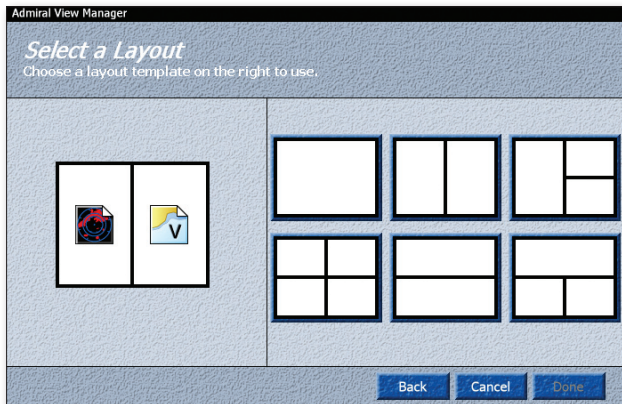 Admiral View Manager
Select a Layout
Choose a layout template on the right to use.
V
Back Cancel Done